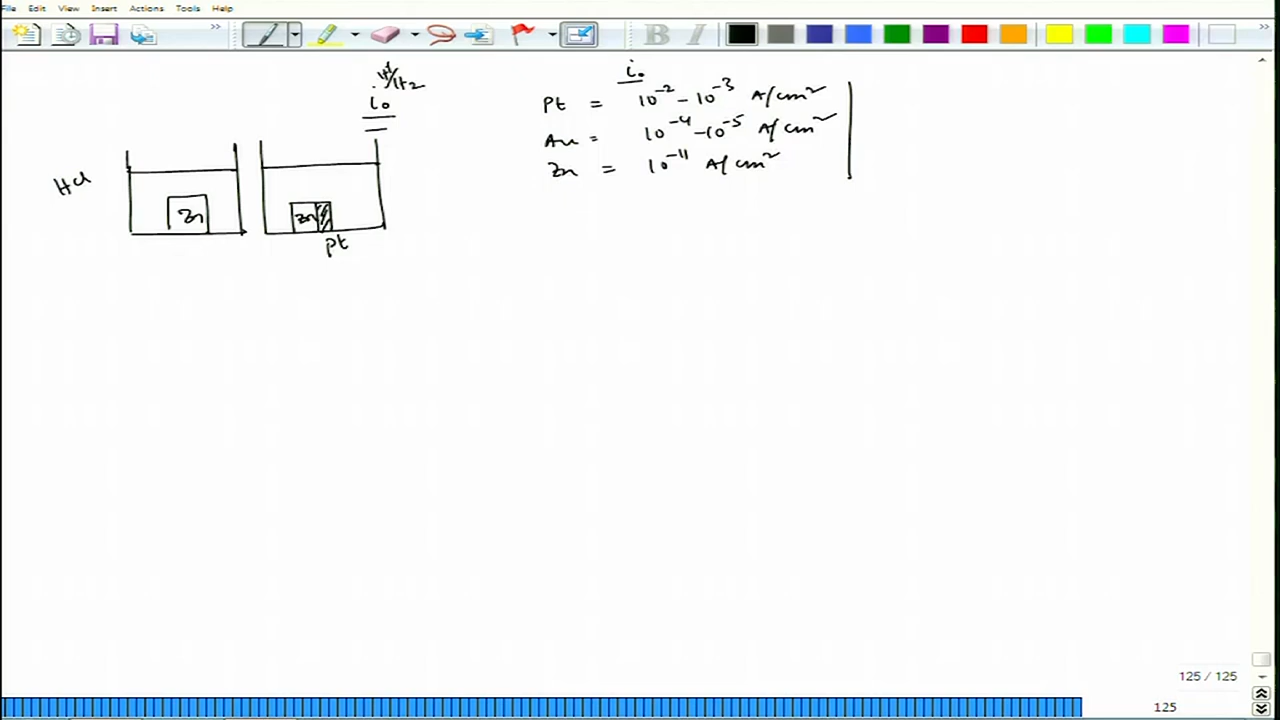 File Edit View Insert Actions Tools Help
B I
H⁺/H2
i₀
HCl
Zn
Zn
Pt
i₀
Pt = 10⁻² - 10⁻³ A/cm²
Au = 10⁻⁴ - 10⁻⁵ A/cm²
Zn = 10⁻¹¹ A/cm²
125 / 125
125